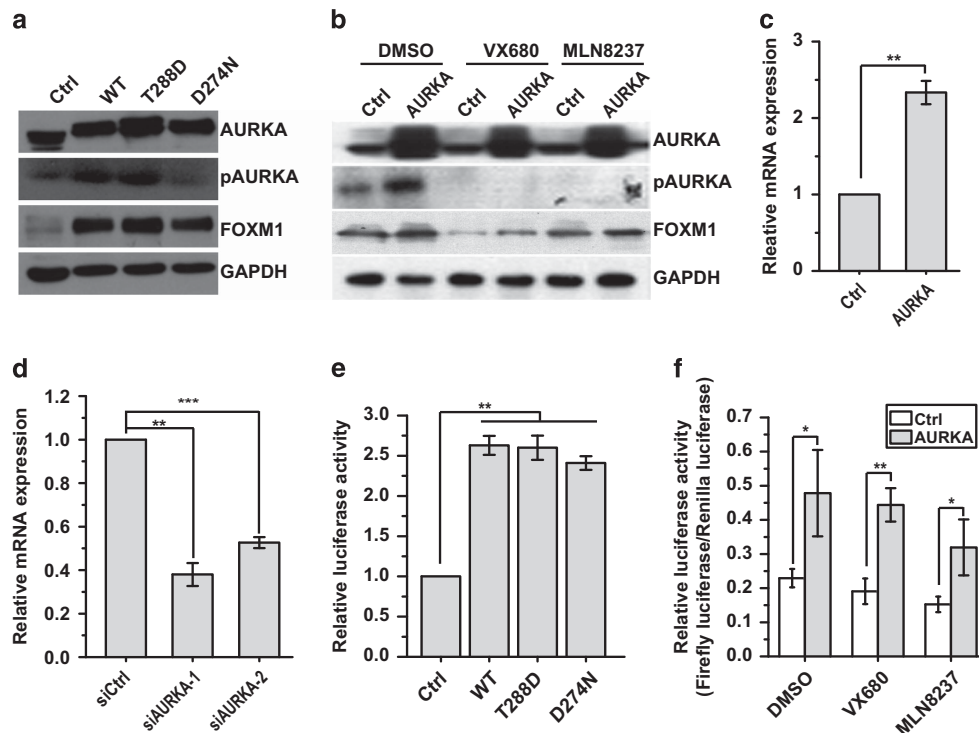 a
Ctrl
WT
T288D
D274N
AURKA
pAURKA
FOXM1
GAPDH
b
DMSO
VX680
MLN8237
Ctrl
AURKA
Ctrl
AURKA
Ctrl
AURKA
AURKA
pAURKA
FOXM1
GAPDH
c
Rleative mRNA expression
3
2
1
0
**
Ctrl
AURKA
d
Relative mRNA expression
1.2
1.0
0.8
0.6
0.4
0.2
0.0
***
**
siCtrl
siAURKA-1
siAURKA-2
e
Relative luciferase activity
3.0
2.5
2.0
1.5
1.0
0.5
0.0
**
Ctrl
WT
T288D
D274N
f
Relative luciferase activity
(Firefly luciferase/Renilla luciferase)
0.7
0.6
0.5
0.4
0.3
0.2
0.1
0.0
Ctrl
AURKA
*
**
*
DMSO
VX680
MLN8237